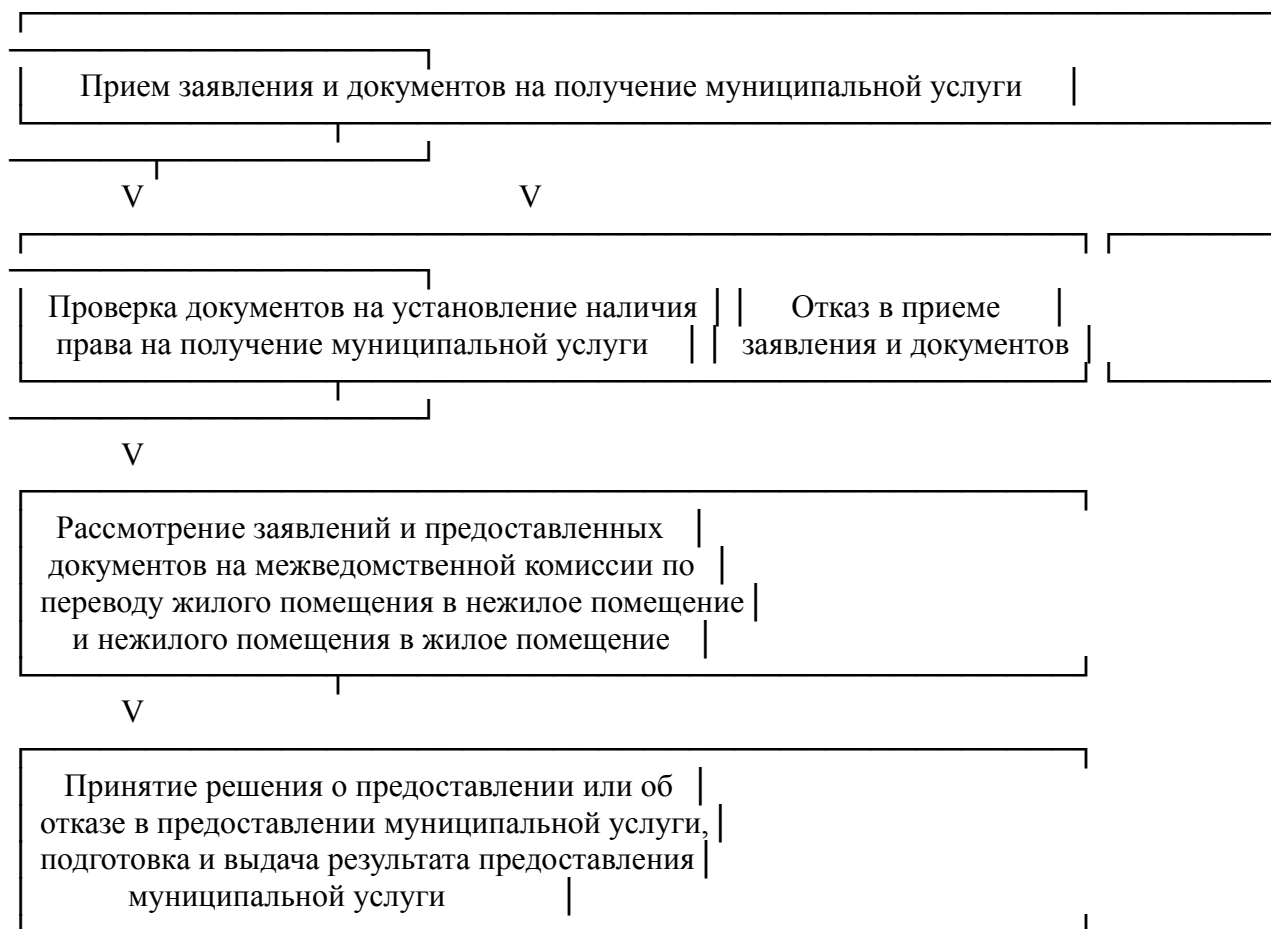 Прием заявления и документов на получение муниципальной услуги
V V
Проверка документов на установление наличия Отказ в приеме
права на получение муниципальной услуги заявления и документов
V
Рассмотрение заявлений и предоставленных
документов на межведомственной комиссии по
переводу жилого помещения в нежилое помещение
и нежилого помещения в жилое помещение
V
Принятие решения о предоставлении или об
отказе в предоставлении муниципальной услуги,
подготовка и выдача результата предоставления
муниципальной услуги